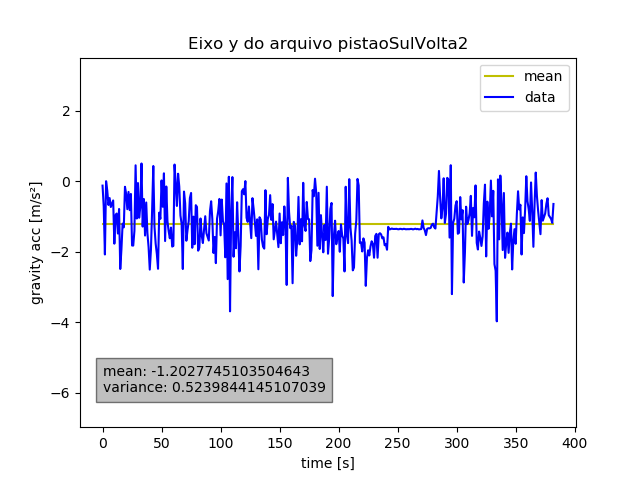 Eixo y do arquivo pistaoSulVolta2
mean
data
gravity acc [m/s²]
2
0
−2
−4
−6
mean: -1.2027745103504643
variance: 0.5239844145107039
0
50
100
150
200
250
300
350
400
time [s]